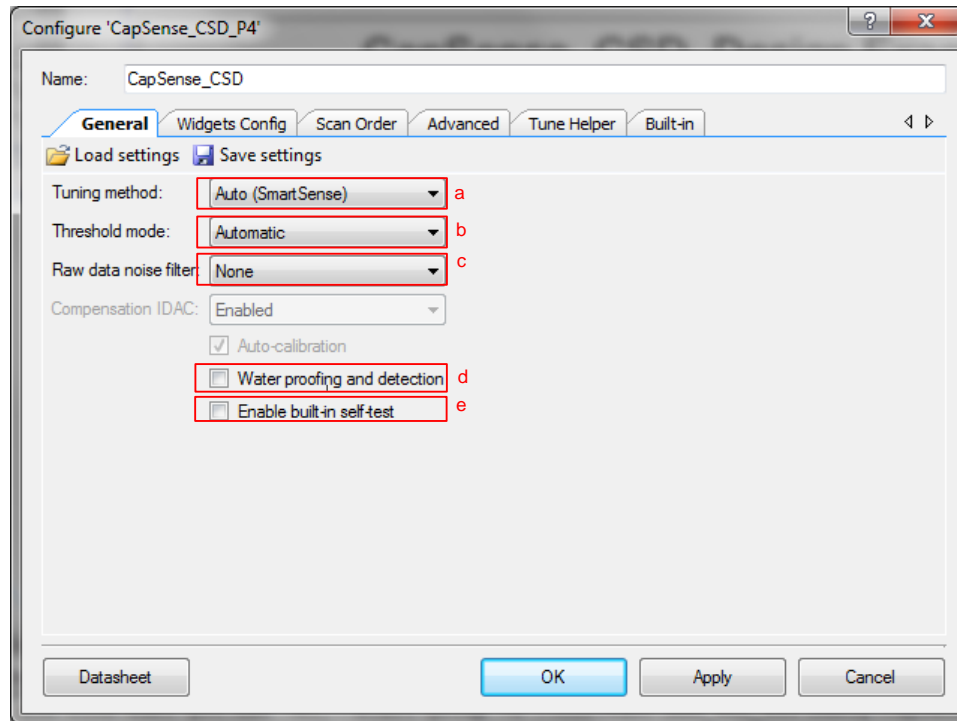 Configure 'CapSense_CSD_P4'
?
X
Name: CapSense_CSD
General Widgets Config Scan Order Advanced Tune Helper Built-in
Load settings Save settings
Tuning method: Auto (SmartSense) a
Threshold mode: Automatic b
Raw data noise filter: None c
Compensation IDAC: Enabled
Auto-calibration
Water proofing and detection d
Enable built-in self-test e
Datasheet OK Apply Cancel